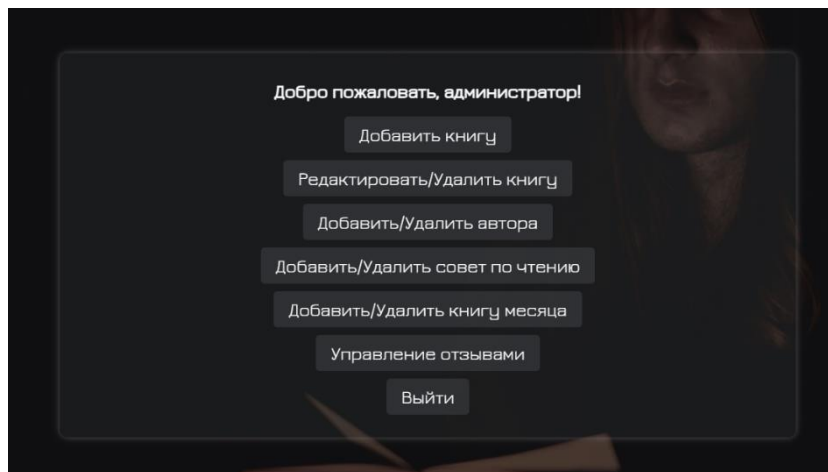 Добро пожаловать, администратор!
Добавить книгу
Редактировать/Удалить книгу
Добавить/Удалить автора
Добавить/Удалить совет по чтению
Добавить/Удалить книгу месяца
Управление отзывами
Выйти